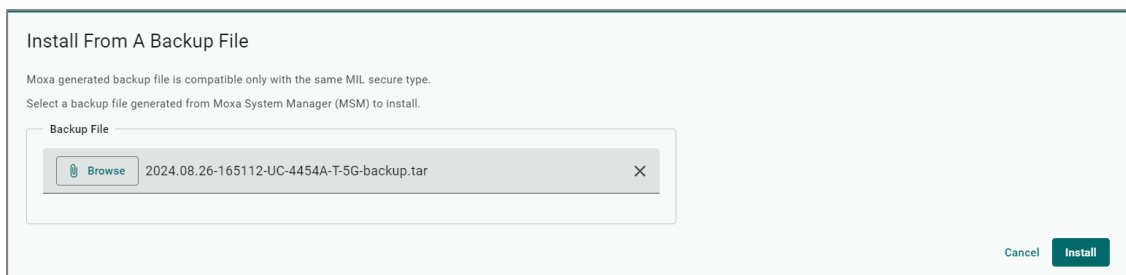 Install From A Backup File
Moxa generated backup file is compatible only with the same MIL secure type.
Select a backup file generated from Moxa System Manager (MSM) to install.
Backup File
Browse 2024.08.26-165112-UC-4454A-T-5G-backup.tar
Cancel Install